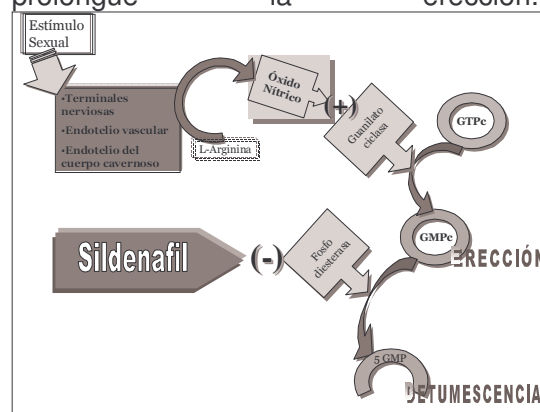 prolongue la erección.
Estímulo
Sexual
•Terminales
nerviosas
•Endotelio vascular
•Endotelio del
cuerpo cavernoso
L-Arginina
Óxido
Nítrico
(+)
Guanilato
ciclasa
GTPc
GMPc
ERECCIÓN
Sildenafil
(-)
Fosfo
diesterasa
5 GMP
DETUMESCENCIA